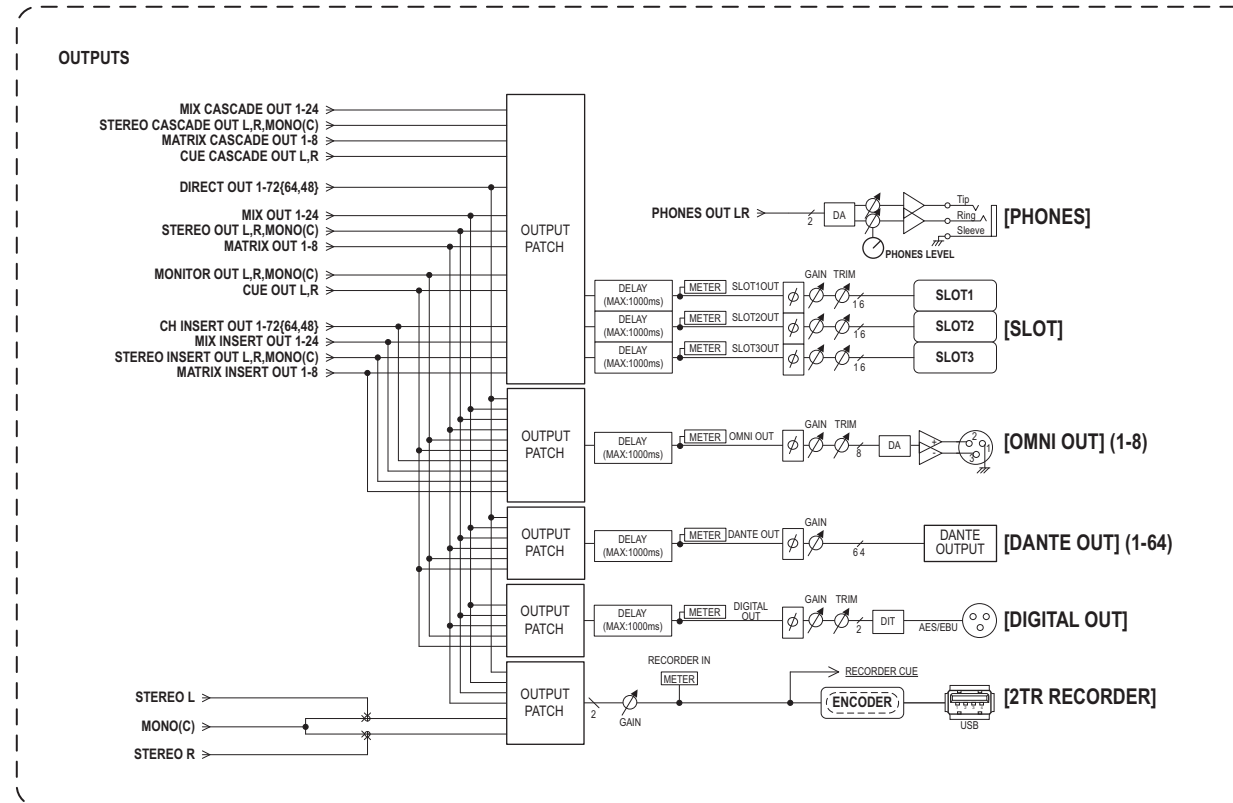 OUTPUTS
MIX CASCADE OUT 1-24
STEREO CASCADE OUT L,R,MONO(C)
MATRIX CASCADE OUT 1-8
CUE CASCADE OUT L,R
DIRECT OUT 1-72{64,48}
MIX OUT 1-24
STEREO OUT L,R,MONO(C)
MATRIX OUT 1-8
MONITOR OUT L,R,MONO(C)
CUE OUT L,R
CH INSERT OUT 1-72{64,48}
MIX INSERT OUT 1-24
STEREO INSERT OUT L,R,MONO(C)
MATRIX INSERT OUT 1-8
OUTPUT
PATCH
PHONES OUT LR
2
DA
Tip
Ring
Sleeve
PHONES LEVEL
[PHONES]
GAIN TRIM
DELAY
(MAX:1000ms)
METER SLOT1OUT
ϕ
16
SLOT1
DELAY
(MAX:1000ms)
METER SLOT2OUT
ϕ
16
SLOT2
[SLOT]
DELAY
(MAX:1000ms)
METER SLOT3OUT
ϕ
16
SLOT3
OUTPUT
PATCH
DELAY
(MAX:1000ms)
METER OMNI OUT
ϕ
GAIN TRIM
8
DA
+
-
2
1
3
[OMNI OUT] (1-8)
OUTPUT
PATCH
DELAY
(MAX:1000ms)
METER DANTE OUT
ϕ
GAIN
64
DANTE
OUTPUT
[DANTE OUT] (1-64)
OUTPUT
PATCH
DELAY
(MAX:1000ms)
METER DIGITAL
OUT
ϕ
GAIN TRIM
2
DIT
AES/EBU
[DIGITAL OUT]
STEREO L
MONO(C)
STEREO R
OUTPUT
PATCH
2
GAIN
RECORDER IN
METER
RECORDER CUE
ENCODER
USB
[2TR RECORDER]